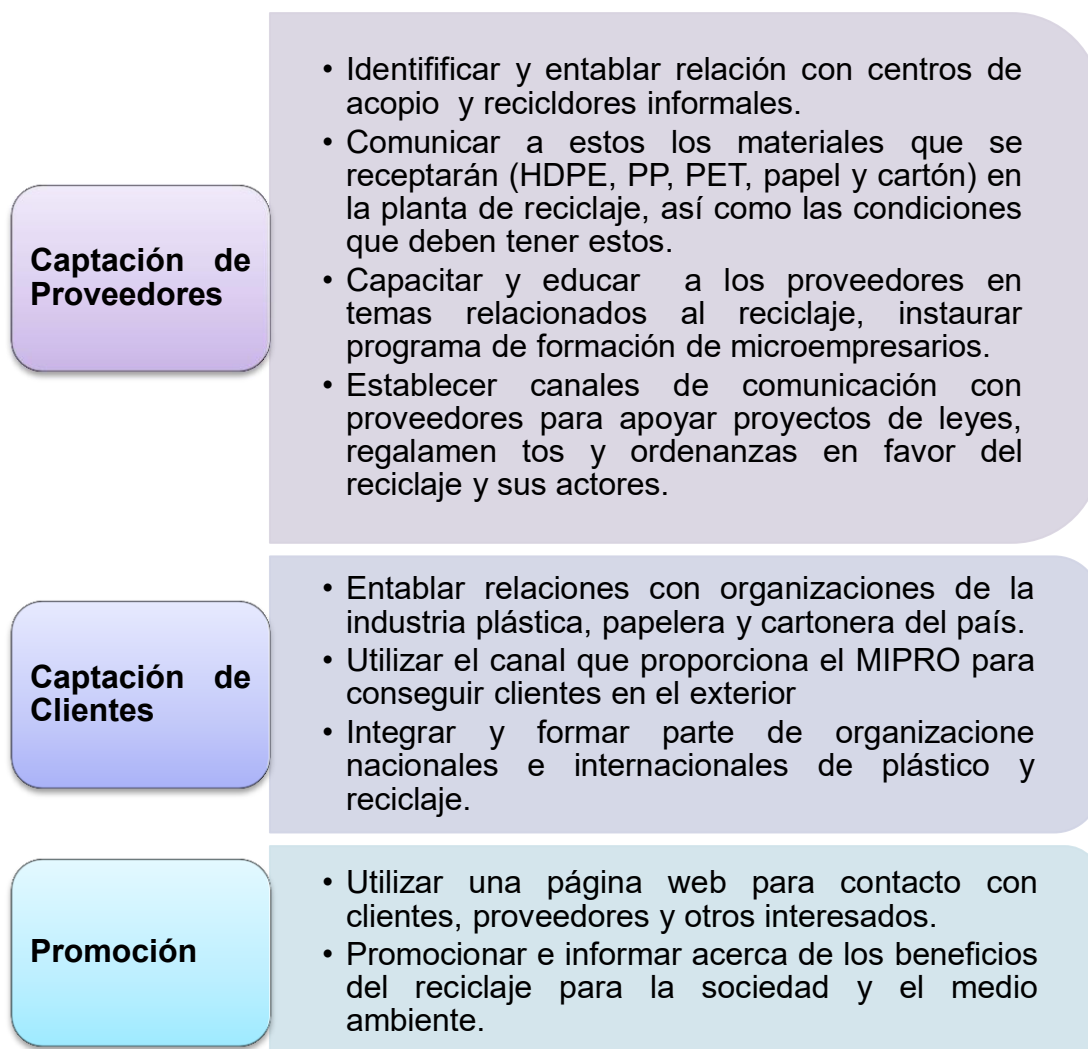 Captación de
Proveedores
• Identifificar y entablar relación con centros de
acopio y recicldores informales.
• Comunicar a estos los materiales que se
receptarán (HDPE, PP, PET, papel y cartón) en
la planta de reciclaje, así como las condiciones
que deben tener estos.
• Capacitar y educar a los proveedores en
temas relacionados al reciclaje, instaurar
programa de formación de microempresarios.
• Establecer canales de comunicación con
proveedores para apoyar proyectos de leyes,
regalamen tos y ordenanzas en favor del
reciclaje y sus actores.
Captación de
Clientes
• Entablar relaciones con organizaciones de la
industria plástica, papelera y cartonera del país.
• Utilizar el canal que proporciona el MIPRO para
conseguir clientes en el exterior
• Integrar y formar parte de organizacione
nacionales e internacionales de plástico y
reciclaje.
Promoción
• Utilizar una página web para contacto con
clientes, proveedores y otros interesados.
• Promocionar e informar acerca de los beneficios
del reciclaje para la sociedad y el medio
ambiente.